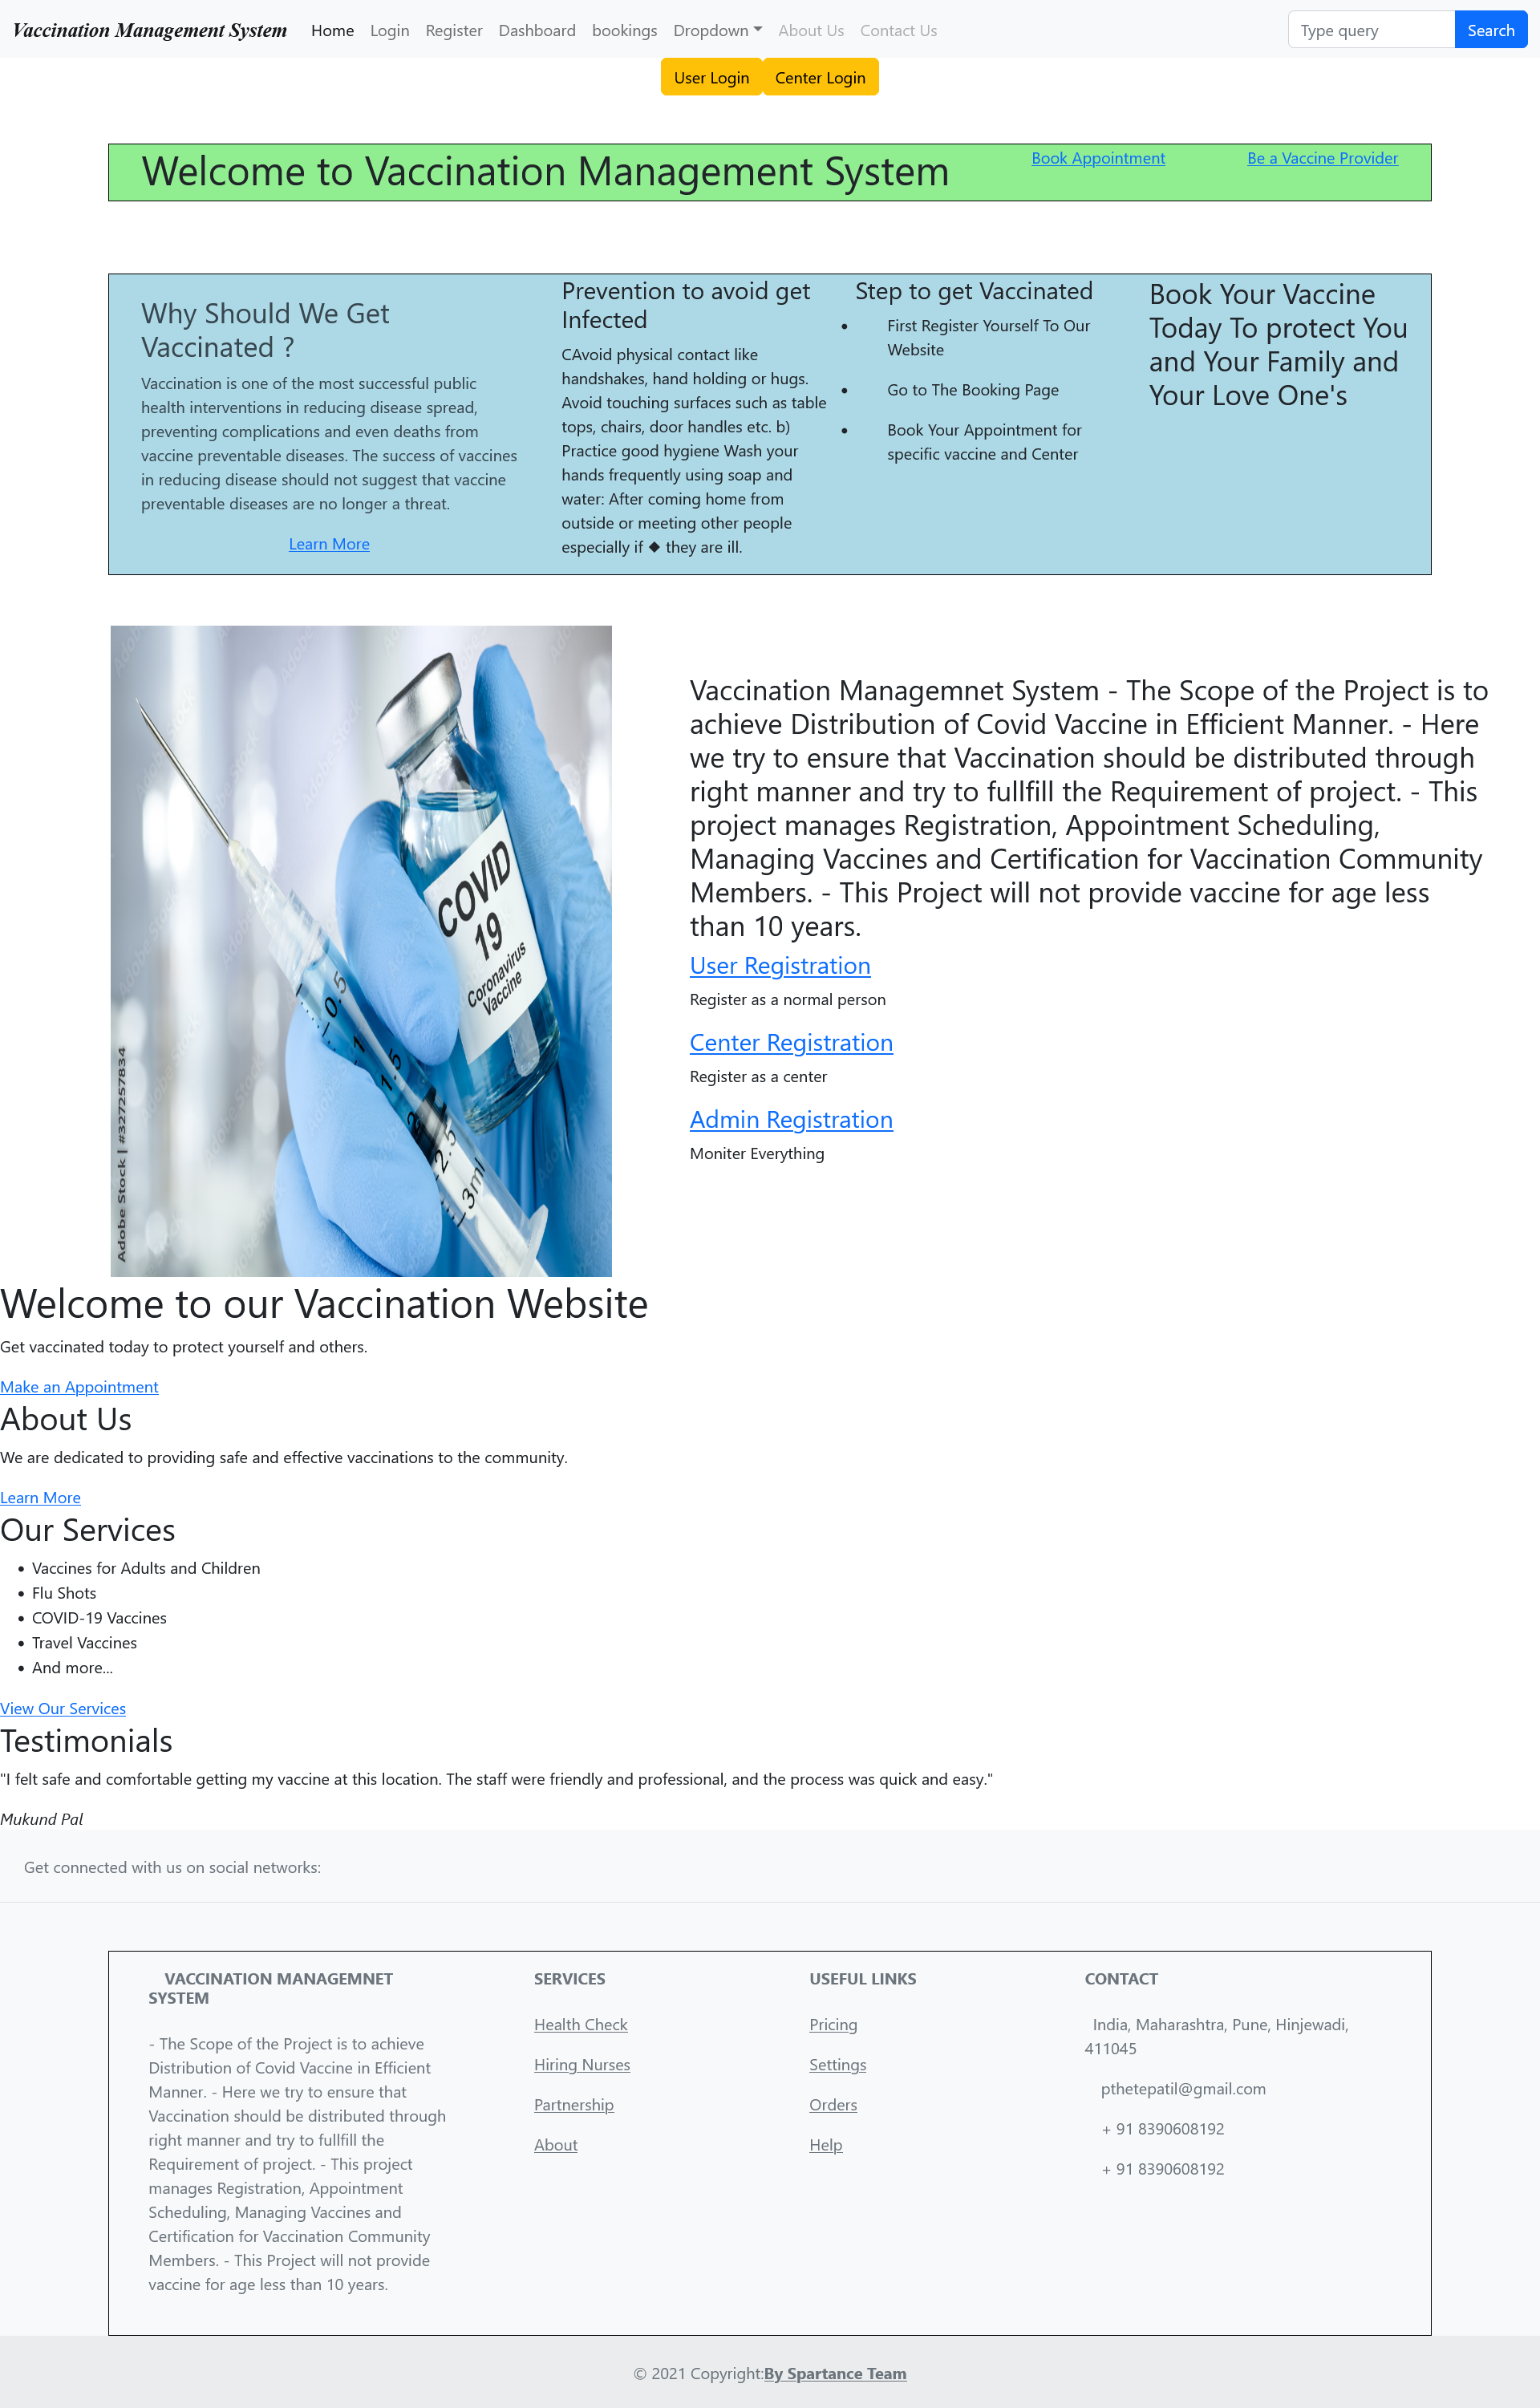 Vaccination Management System Home Login Register Dashboard bookings Dropdown About Us Contact Us Type query Search
User Login Center Login
Welcome to Vaccination Management System Book Appointment Be a Vaccine Provider
Why Should We Get
Vaccinated ?
Vaccination is one of the most successful public
health interventions in reducing disease spread,
preventing complications and even deaths from
vaccine preventable diseases. The success of vaccines
in reducing disease should not suggest that vaccine
preventable diseases are no longer a threat.
Learn More
Prevention to avoid get
Infected
CAvoid physical contact like
handshakes, hand holding or hugs.
Avoid touching surfaces such as table
tops, chairs, door handles etc. b)
Practice good hygiene Wash your
hands frequently using soap and
water: After coming home from
outside or meeting other people
especially if ◆ they are ill.
Step to get Vaccinated
• First Register Yourself To Our
Website
• Go to The Booking Page
• Book Your Appointment for
specific vaccine and Center
Book Your Vaccine
Today To protect You
and Your Family and
Your Love One's
COVID
19
Coronavirus
Vaccine
0.5
1
1.5
2
2.5
3ml
Adobe Stock | #327257834
Vaccination Managemnet System - The Scope of the Project is to
achieve Distribution of Covid Vaccine in Efficient Manner. - Here
we try to ensure that Vaccination should be distributed through
right manner and try to fullfill the Requirement of project. - This
project manages Registration, Appointment Scheduling,
Managing Vaccines and Certification for Vaccination Community
Members. - This Project will not provide vaccine for age less
than 10 years.
User Registration
Register as a normal person
Center Registration
Register as a center
Admin Registration
Moniter Everything
Welcome to our Vaccination Website
Get vaccinated today to protect yourself and others.
Make an Appointment
About Us
We are dedicated to providing safe and effective vaccinations to the community.
Learn More
Our Services
• Vaccines for Adults and Children
• Flu Shots
• COVID-19 Vaccines
• Travel Vaccines
• And more...
View Our Services
Testimonials
"I felt safe and comfortable getting my vaccine at this location. The staff were friendly and professional, and the process was quick and easy."
Mukund Pal
Get connected with us on social networks:
VACCINATION MANAGEMNET
SYSTEM
- The Scope of the Project is to achieve
Distribution of Covid Vaccine in Efficient
Manner. - Here we try to ensure that
Vaccination should be distributed through
right manner and try to fullfill the
Requirement of project. - This project
manages Registration, Appointment
Scheduling, Managing Vaccines and
Certification for Vaccination Community
Members. - This Project will not provide
vaccine for age less than 10 years.
SERVICES
Health Check
Hiring Nurses
Partnership
About
USEFUL LINKS
Pricing
Settings
Orders
Help
CONTACT
India, Maharashtra, Pune, Hinjewadi,
411045
pthetepatil@gmail.com
+ 91 8390608192
+ 91 8390608192
© 2021 Copyright:By Spartance Team